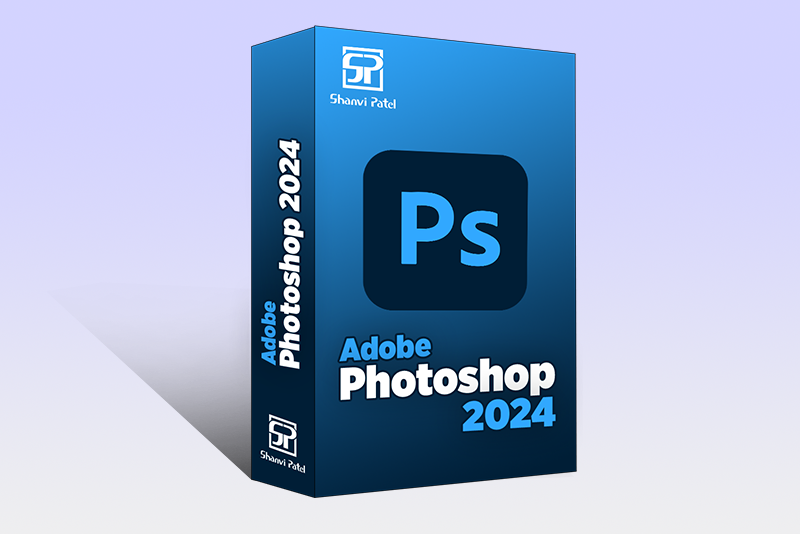 SP
Shanvi Patel
Ps
Adobe
Photoshop
2024
Adobe
Photoshop 2024
SP
Shanvi Patel